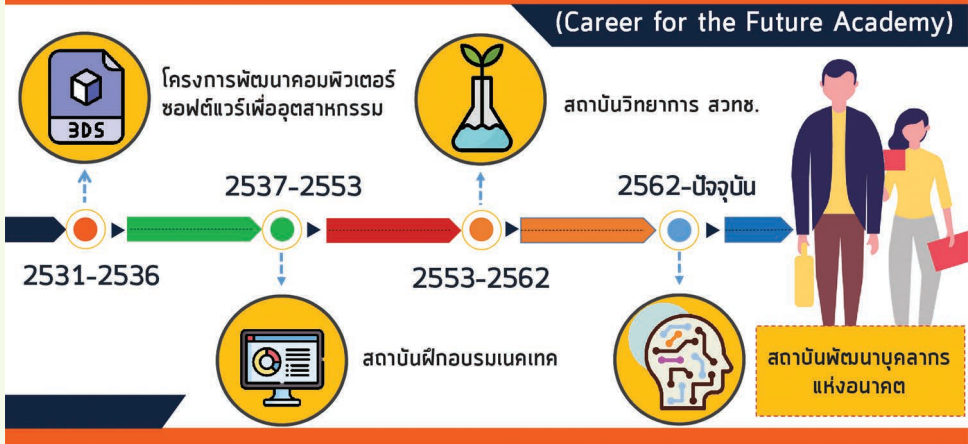 (Career for the Future Academy)
3DS
โครงการพัฒนาคอมพิวเตอร์
ซอฟต์แวร์เพื่ออุตสาหกรรม
สถาบันวิทยาการ สวทช.
2537-2553
2562-ปัจจุบัน
2531-2536
2553-2562
สถาบันฝึกอบรมเนคเทค
สถาบันพัฒนาบุคลากร
แห่งอนาคต